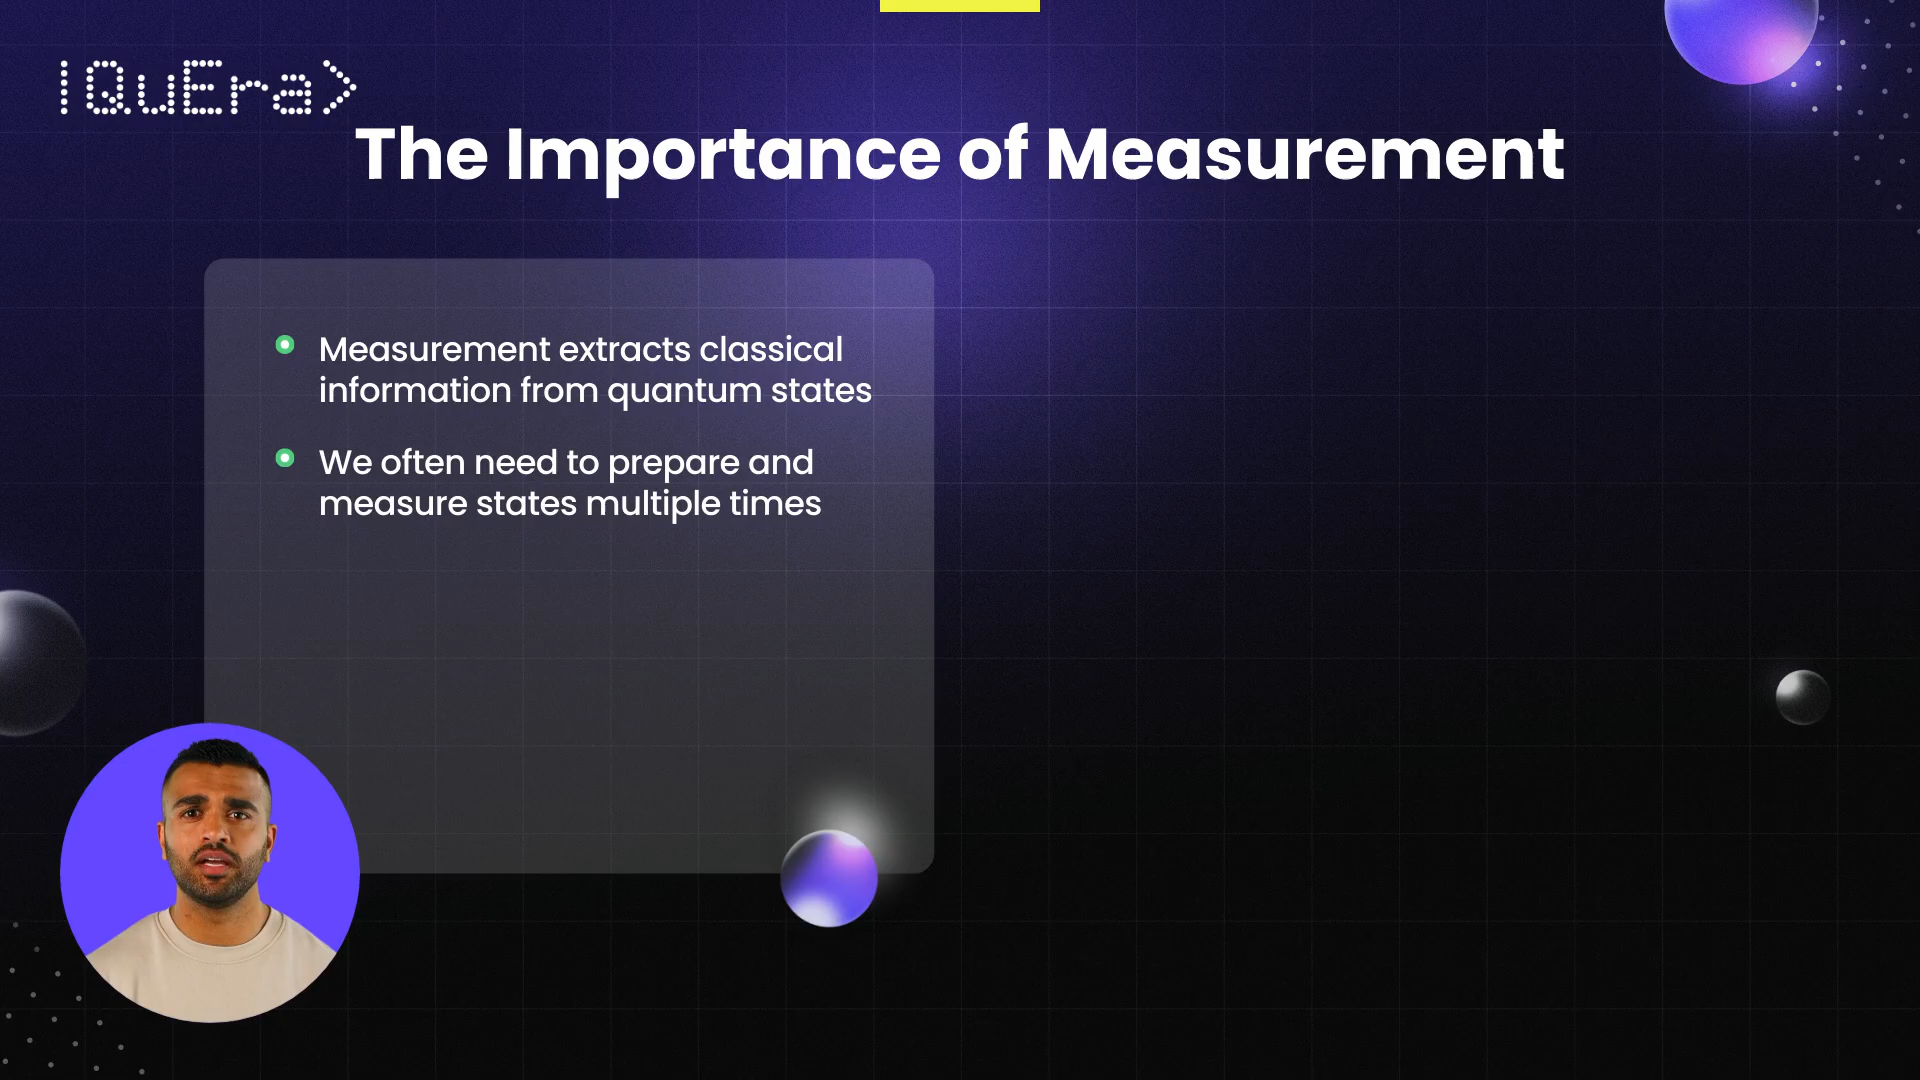 |QuEra>
The Importance of Measurement
Measurement extracts classical
information from quantum states
We often need to prepare and
measure states multiple times